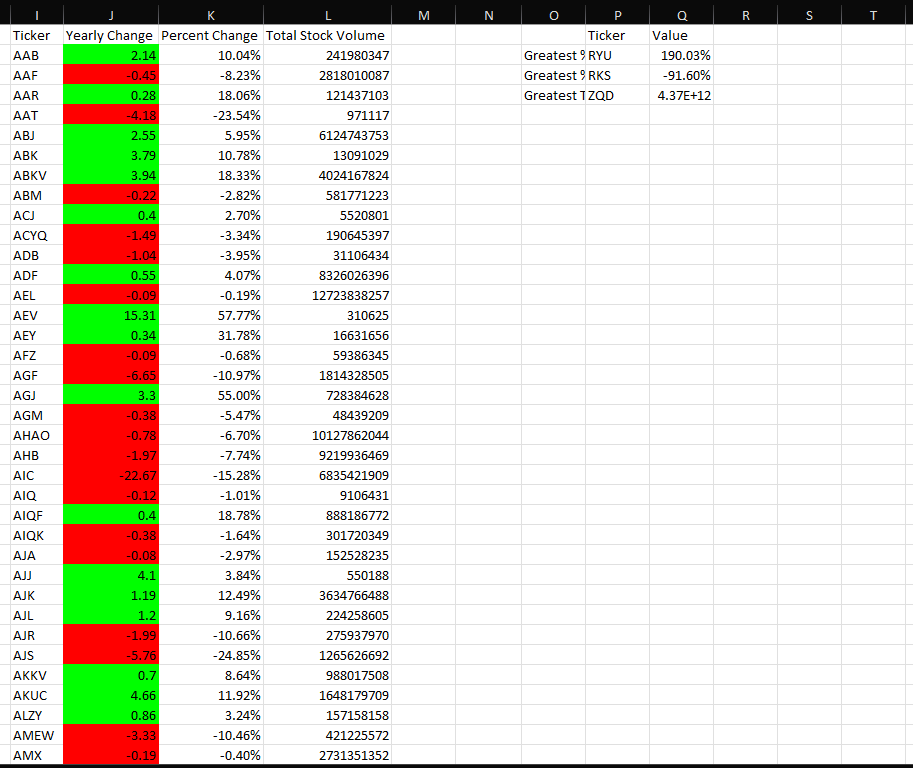 I J K L M N O P Q R S T
Ticker Yearly Change Percent Change Total Stock Volume Ticker Value
AAB 2.14 10.04% 241980347 Greatest % RYU 190.03%
AAF -0.45 -8.23% 2818010087 Greatest % RKS -91.60%
AAR 0.28 18.06% 121437103 Greatest T ZQD 4.37E+12
AAT -4.18 -23.54% 971117
ABJ 2.55 5.95% 6124743753
ABK 3.79 10.78% 13091029
ABKV 3.94 18.33% 4024167824
ABM -0.22 -2.82% 581771223
ACJ 0.4 2.70% 5520801
ACYQ -1.49 -3.34% 190645397
ADB -1.04 -3.95% 31106434
ADF 0.55 4.07% 8326026396
AEL -0.09 -0.19% 12723838257
AEV 15.31 57.77% 310625
AEY 0.34 31.78% 16631656
AFZ -0.09 -0.68% 59386345
AGF -6.65 -10.97% 1814328505
AGJ 3.3 55.00% 728384628
AGM -0.38 -5.47% 48439209
AHAO -0.78 -6.70% 10127862044
AHB -1.97 -7.74% 9219936469
AIC -22.67 -15.28% 6835421909
AIQ -0.12 -1.01% 9106431
AIQF 0.4 18.78% 888186772
AIQK -0.38 -1.64% 301720349
AJA -0.08 -2.97% 152528235
AJJ 4.1 3.84% 550188
AJK 1.19 12.49% 3634766488
AJL 1.2 9.16% 224258605
AJR -1.99 -10.66% 275937970
AJS -5.76 -24.85% 1265626692
AKKV 0.7 8.64% 988017508
AKUC 4.66 11.92% 1648179709
ALZY 0.86 3.24% 157158158
AMEW -3.33 -10.46% 421225572
AMX -0.19 -0.40% 2731351352